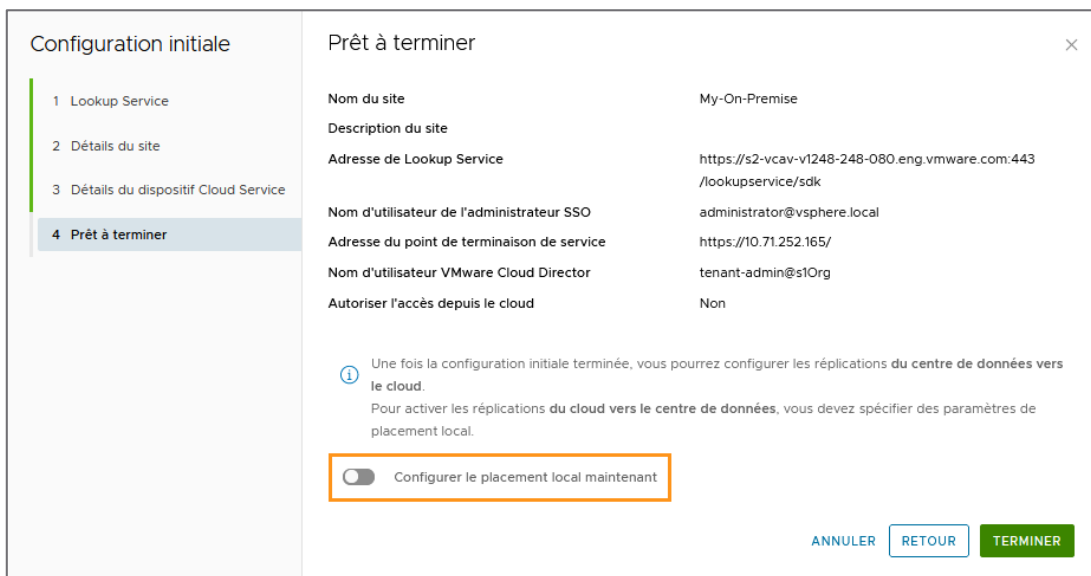 Configuration initiale
1 Lookup Service
2 Détails du site
3 Détails du dispositif Cloud Service
4 Prêt à terminer
Prêt à terminer
Nom du site My-On-Premise
Description du site
Adresse de Lookup Service https://s2-vcav-v1248-248-080.eng.vmware.com:443
/lookupservice/sdk
Nom d'utilisateur de l'administrateur SSO administrator@vsphere.local
Adresse du point de terminaison de service https://10.71.252.165/
Nom d'utilisateur VMware Cloud Director tenant-admin@s1Org
Autoriser l'accès depuis le cloud Non
Une fois la configuration initiale terminée, vous pourrez configurer les réplications du centre de données vers
le cloud.
Pour activer les réplications du cloud vers le centre de données, vous devez spécifier des paramètres de
placement local.
Configurer le placement local maintenant
ANNULER RETOUR TERMINER